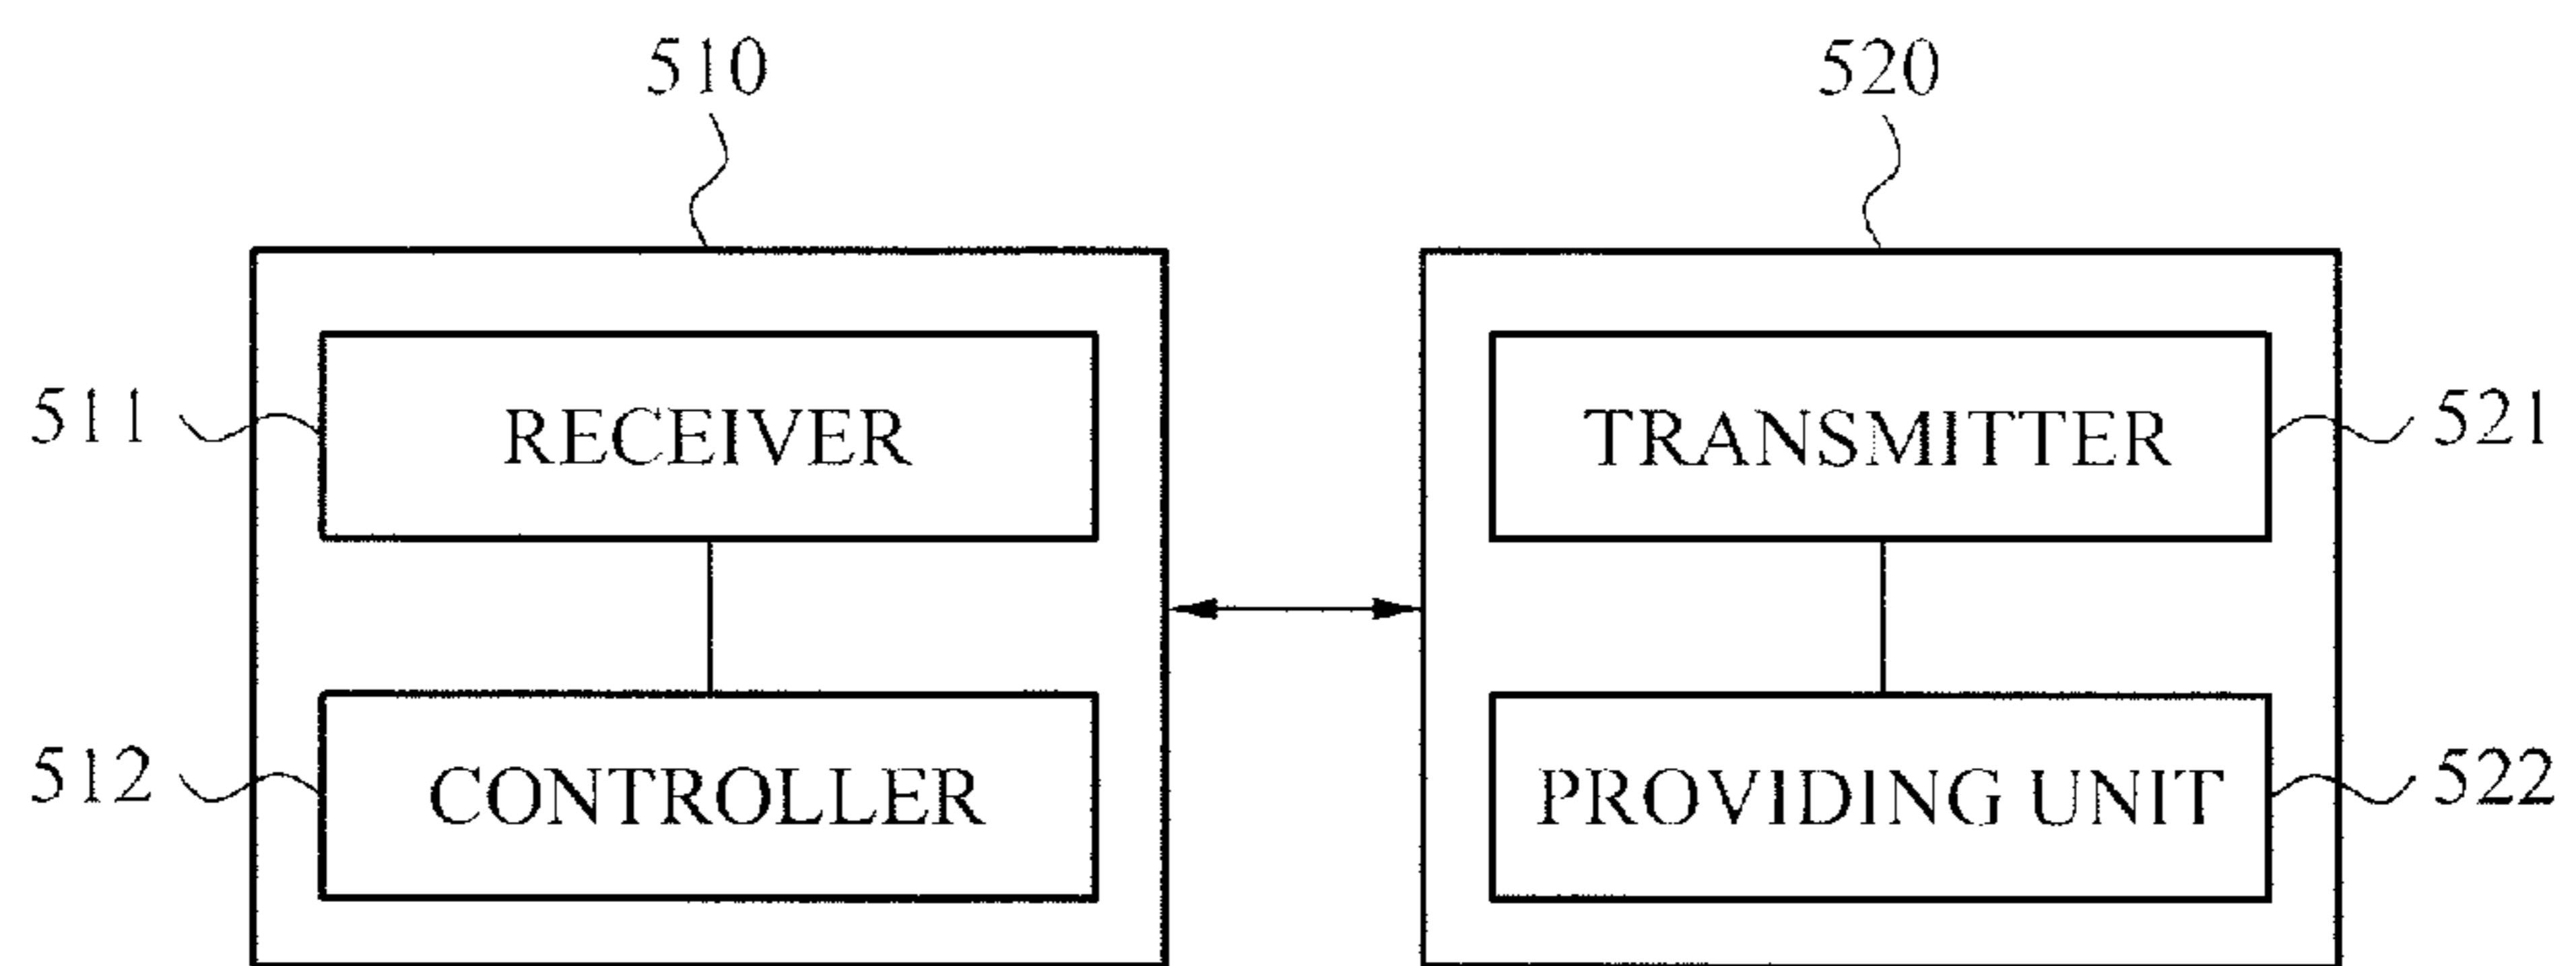 510
520
511
RECEIVER
TRANSMITTER
521
512
CONTROLLER
PROVIDING UNIT
522